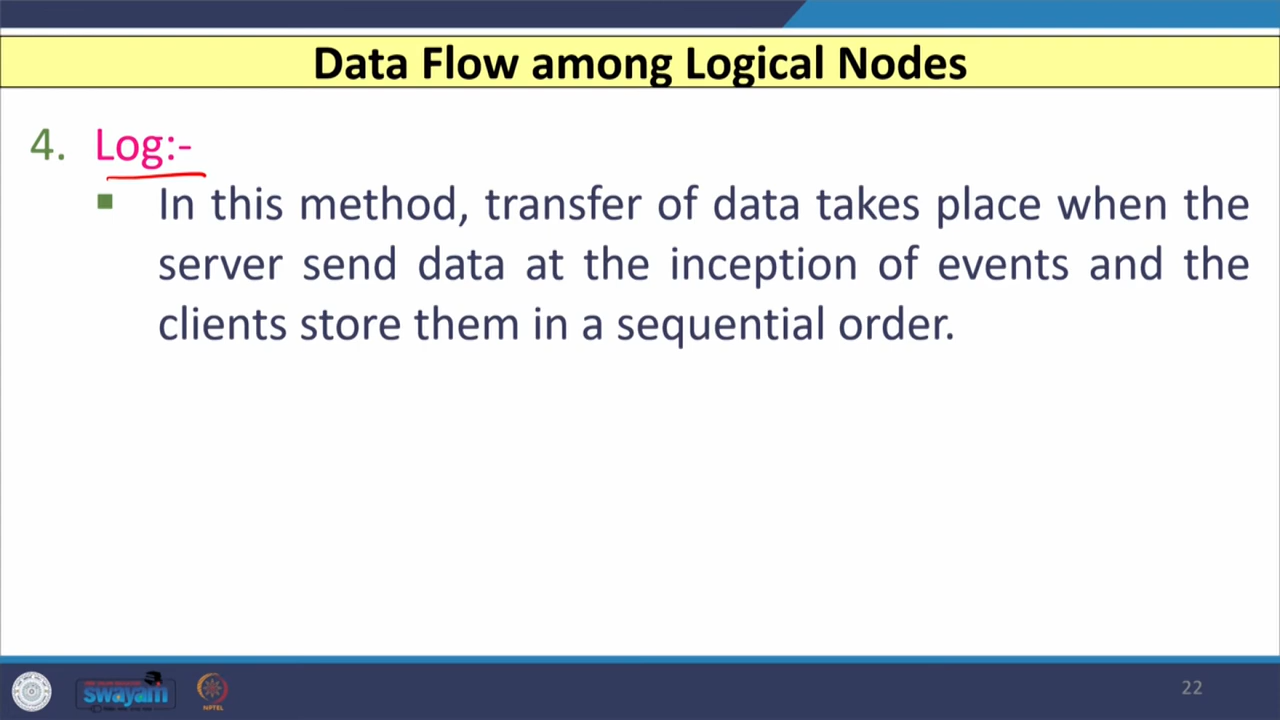 Data Flow among Logical Nodes
4. Log:-
In this method, transfer of data takes place when the
server send data at the inception of events and the
clients store them in a sequential order.
swayam
NPTEL
22